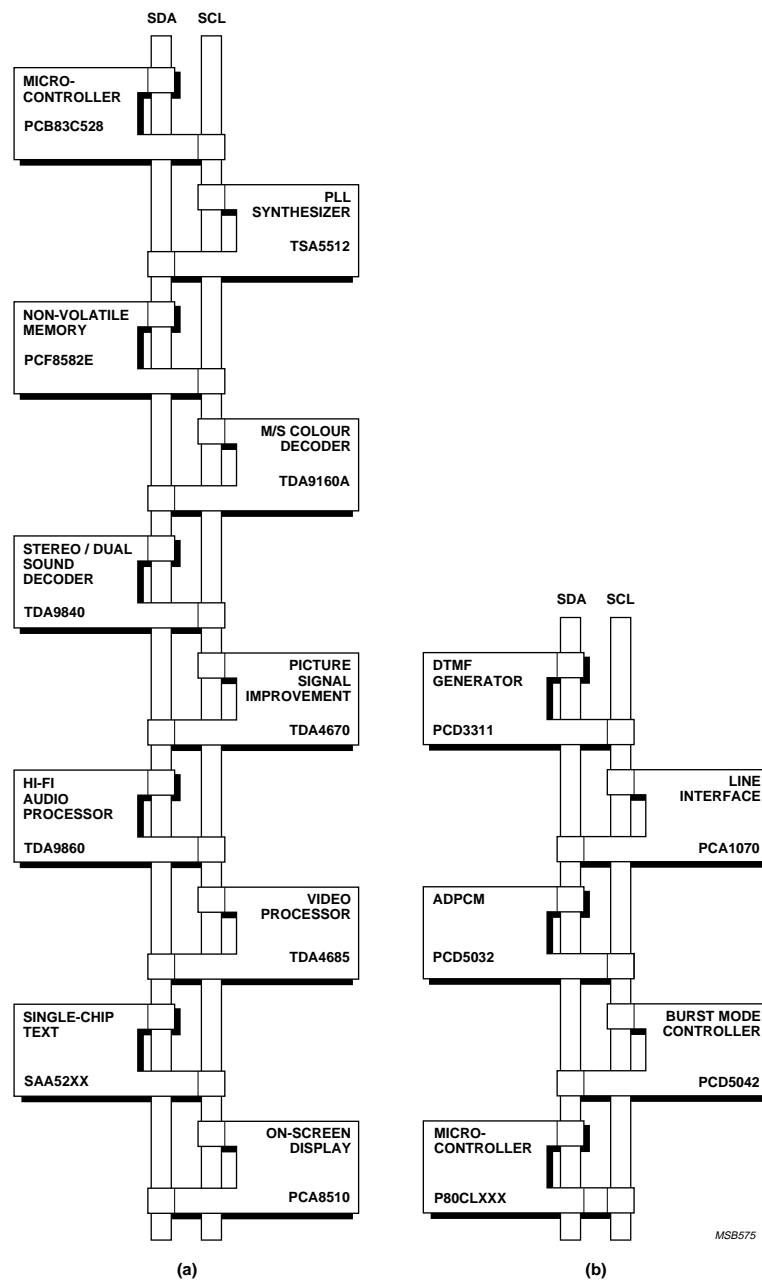 SDA SCL
MICRO-
CONTROLLER
PCB83C528
PLL
SYNTHESIZER
TSA5512
NON-VOLATILE
MEMORY
PCF8582E
M/S COLOUR
DECODER
TDA9160A
STEREO / DUAL
SOUND
DECODER
TDA9840
PICTURE
SIGNAL
IMPROVEMENT
TDA4670
HI-FI
AUDIO
PROCESSOR
TDA9860
VIDEO
PROCESSOR
TDA4685
SINGLE-CHIP
TEXT
SAA52XX
ON-SCREEN
DISPLAY
PCA8510
(a)
SDA SCL
DTMF
GENERATOR
PCD3311
LINE
INTERFACE
PCA1070
ADPCM
PCD5032
BURST MODE
CONTROLLER
PCD5042
MICRO-
CONTROLLER
P80CLXXX
MSB575
(b)